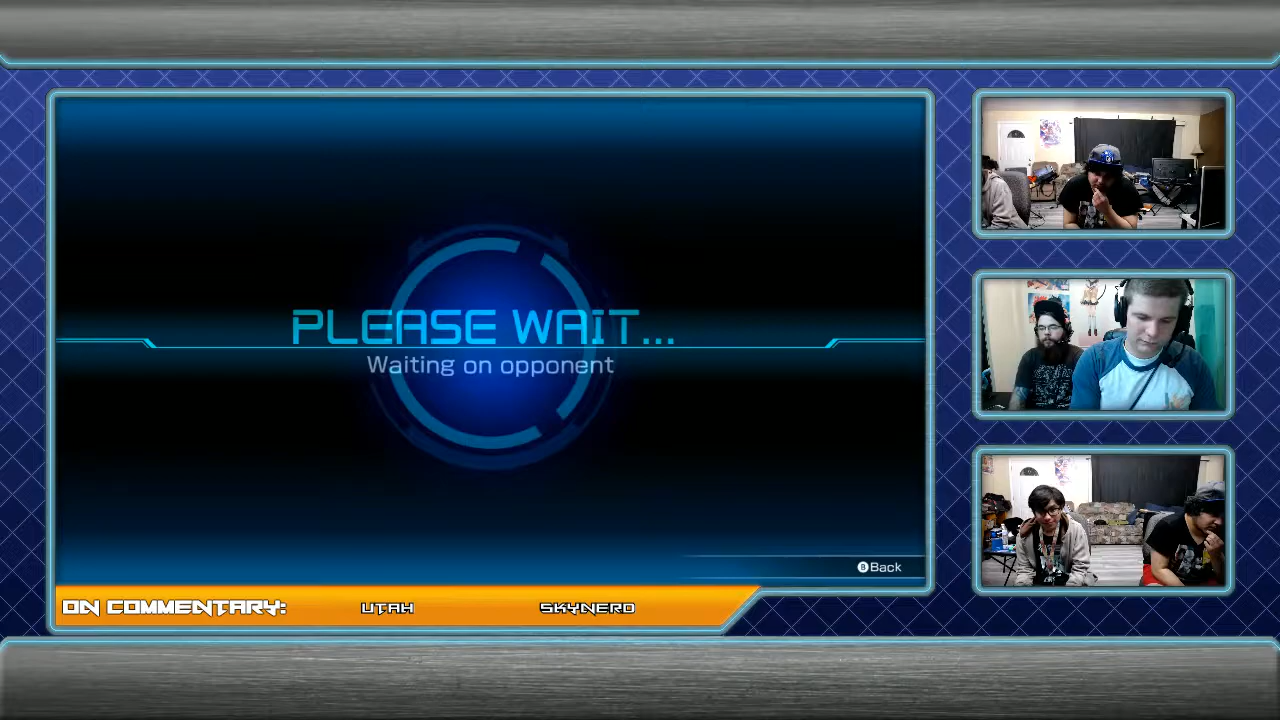 PLEASE WAIT...
Waiting on opponent
B Back
ON COMMENTARY: UTAH SKYNERD